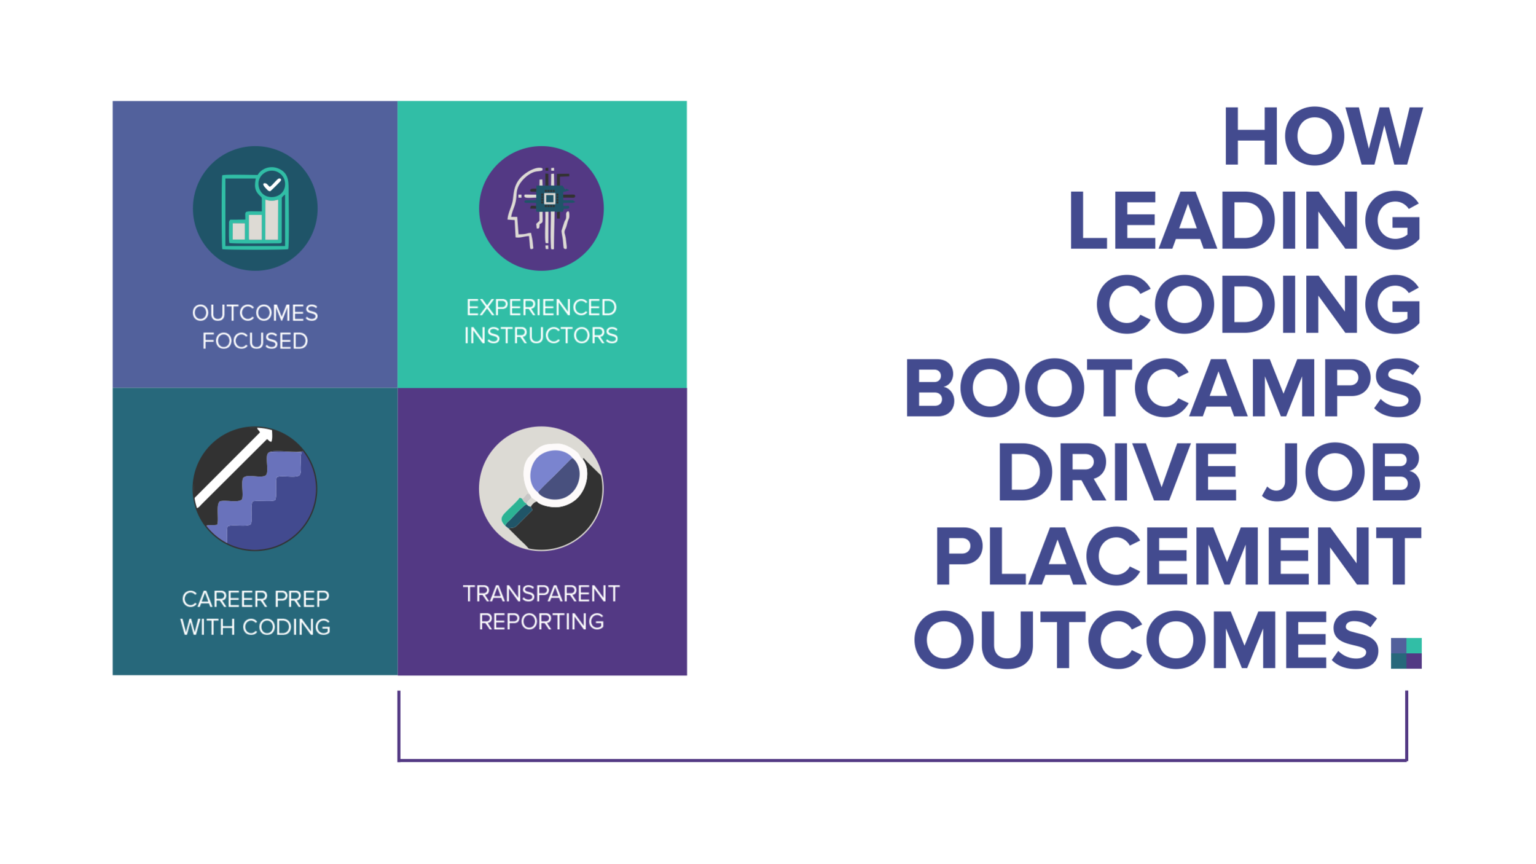 OUTCOMES
FOCUSED
EXPERIENCED
INSTRUCTORS
CAREER PREP
WITH CODING
TRANSPARENT
REPORTING
HOW
LEADING
CODING
BOOTCAMPS
DRIVE JOB
PLACEMENT
OUTCOMES